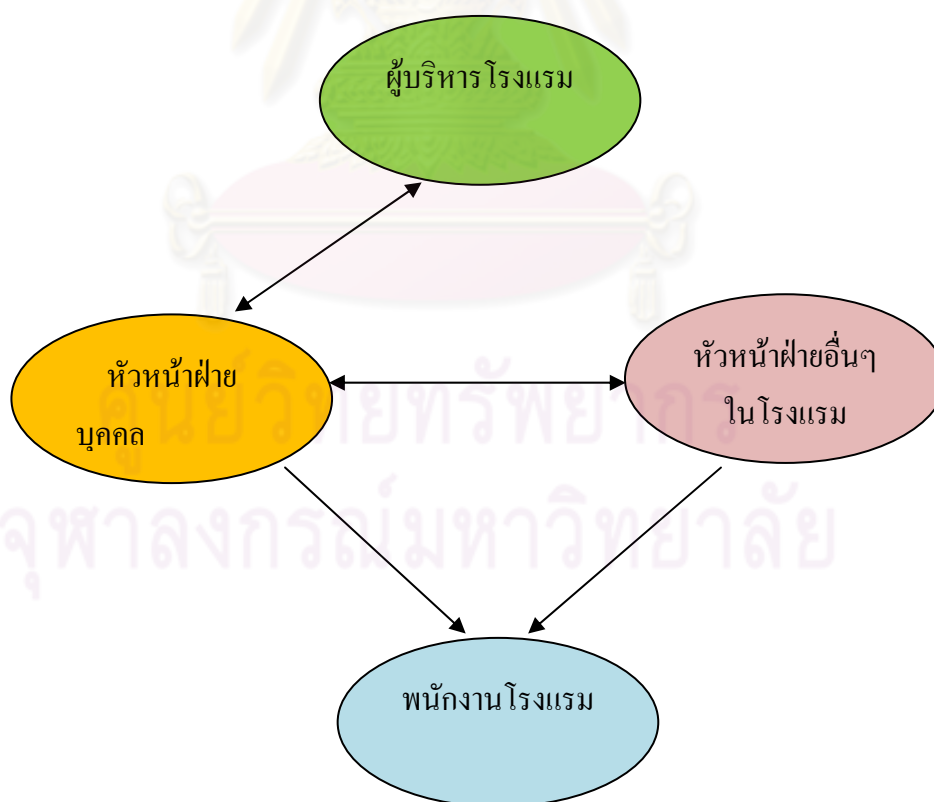 ผู้บริหารโรงแรม
หัวหน้าฝ่าย
บุคคล
หัวหน้าฝ่ายอื่นๆ
ในโรงแรม
ศูนย์วิทยทรัพยากร
จุฬาลงกรณ์มหาวิทยาลัย
พนักงานโรงแรม